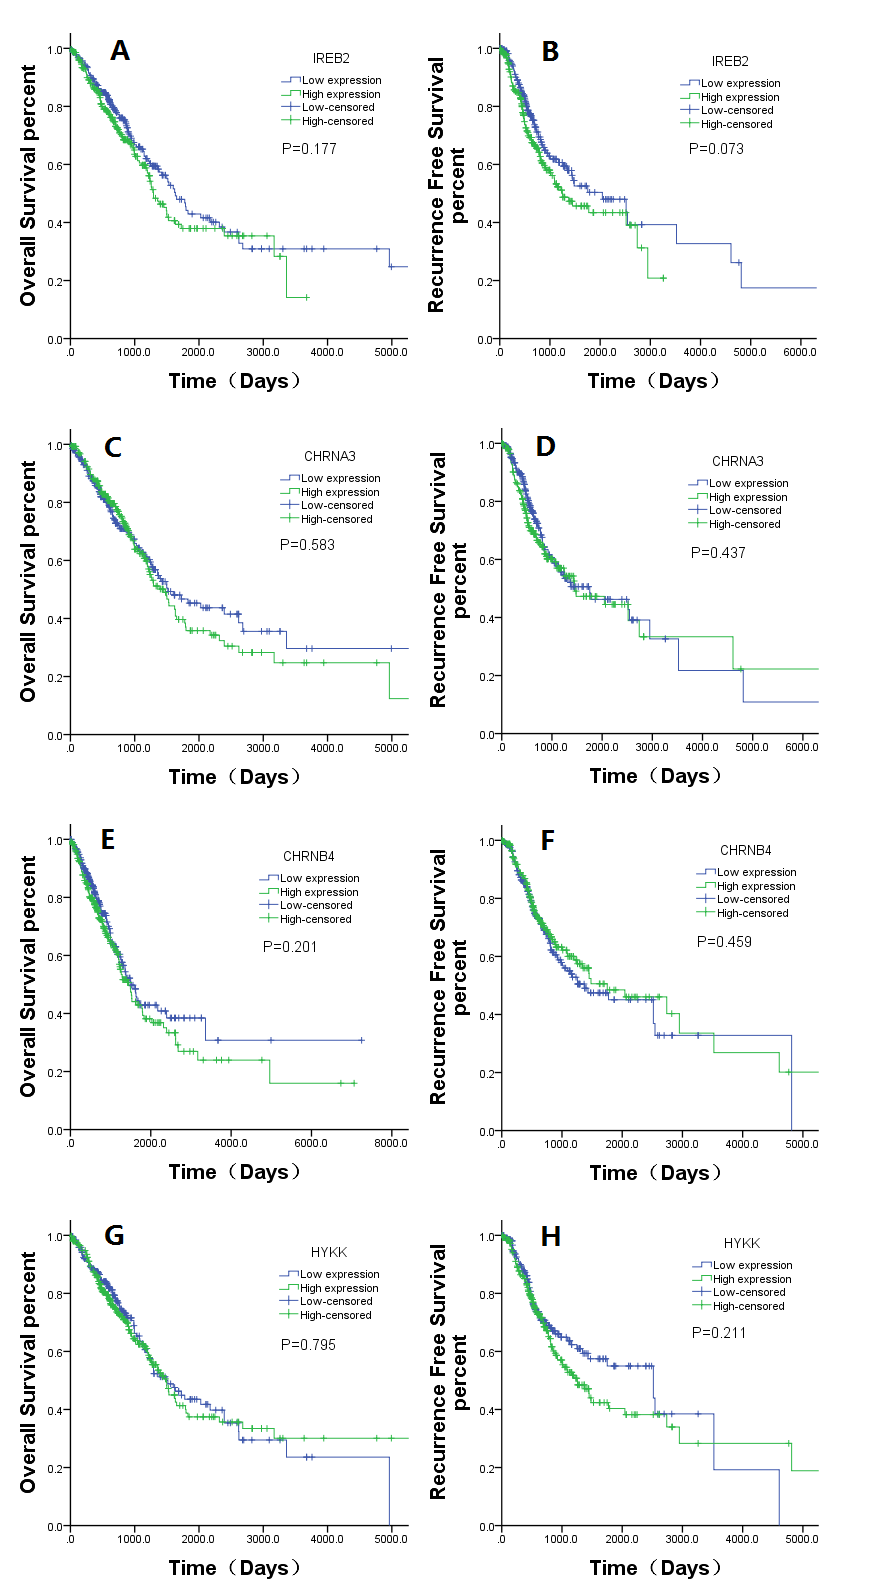 A
IREB2
Low expression
High expression
Low-censored
High-censored
P=0.177
Overall Survival percent
1.0
0.8
0.6
0.4
0.2
0.0
.0 1000.0 2000.0 3000.0 4000.0 5000.0
Time（Days）
B
IREB2
Low expression
High expression
Low-censored
High-censored
P=0.073
Recurrence Free Survival
percent
1.0
0.8
0.6
0.4
0.2
0.0
.0 1000.0 2000.0 3000.0 4000.0 5000.0 6000.0
Time（Days）
C
CHRNA3
Low expression
High expression
Low-censored
High-censored
P=0.583
Overall Survival percent
1.0
0.8
0.6
0.4
0.2
0.0
.0 1000.0 2000.0 3000.0 4000.0 5000.0
Time（Days）
D
CHRNA3
Low expression
High expression
Low-censored
High-censored
P=0.437
Recurrence Free Survival
percent
1.0
0.8
0.6
0.4
0.2
0.0
.0 1000.0 2000.0 3000.0 4000.0 5000.0 6000.0
Time（Days）
E
CHRNB4
Low expression
High expression
Low-censored
High-censored
P=0.201
Overall Survival percent
1.0
0.8
0.6
0.4
0.2
0.0
.0 2000.0 4000.0 6000.0 8000.0
Time（Days）
F
CHRNB4
Low expression
High expression
Low-censored
High-censored
P=0.459
Recurrence Free Survival
percent
1.0
0.8
0.6
0.4
0.2
0.0
.0 1000.0 2000.0 3000.0 4000.0 5000.0
Time（Days）
G
HYKK
Low expression
High expression
Low-censored
High-censored
P=0.795
Overall Survival percent
1.0
0.8
0.6
0.4
0.2
0.0
.0 1000.0 2000.0 3000.0 4000.0 5000.0
Time（Days）
H
HYKK
Low expression
High expression
Low-censored
High-censored
P=0.211
Recurrence Free Survival
percent
1.0
0.8
0.6
0.4
0.2
0.0
.0 1000.0 2000.0 3000.0 4000.0 5000.0
Time（Days）